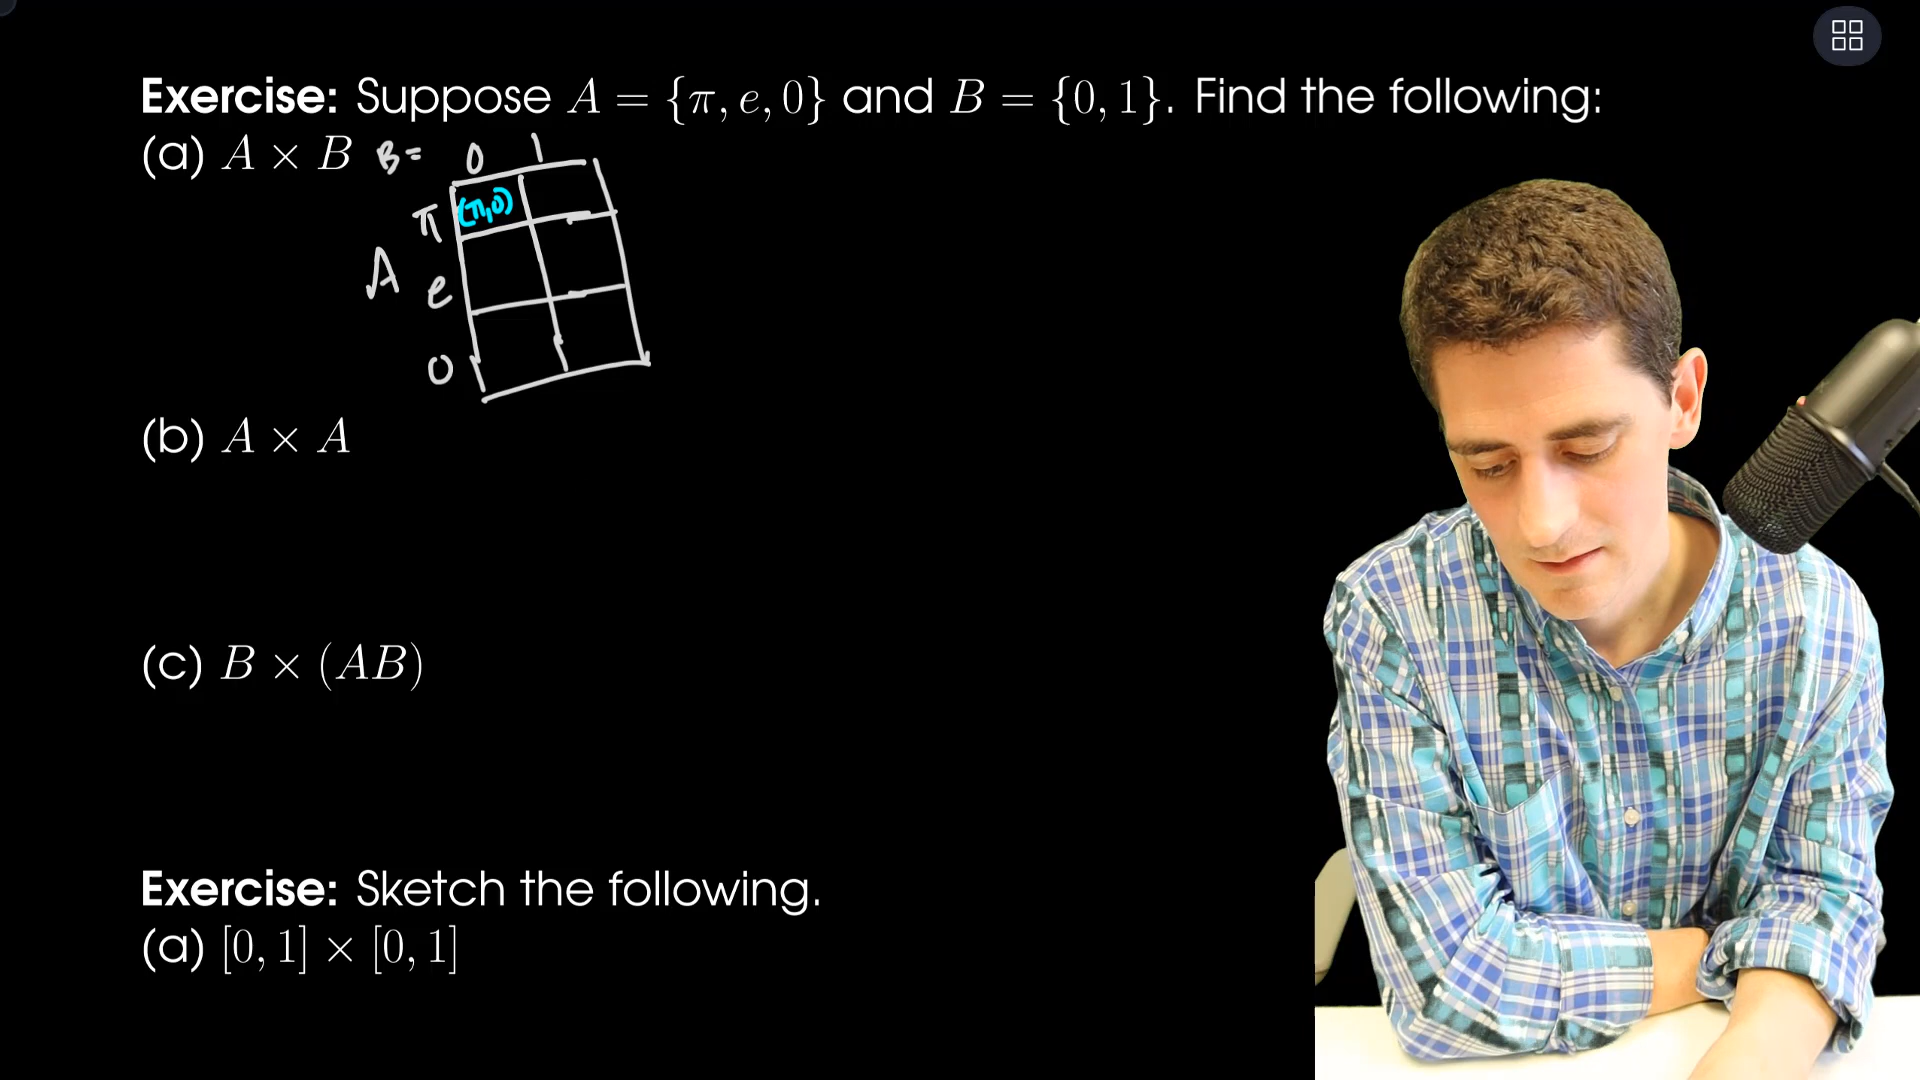 Exercise: Suppose A = {π, e, 0} and B = {0, 1}. Find the following:
(a) A × B B = 0 1
π (π,0)
A e
0
(b) A × A
(c) B × (AB)
Exercise: Sketch the following.
(a) [0, 1] × [0, 1]